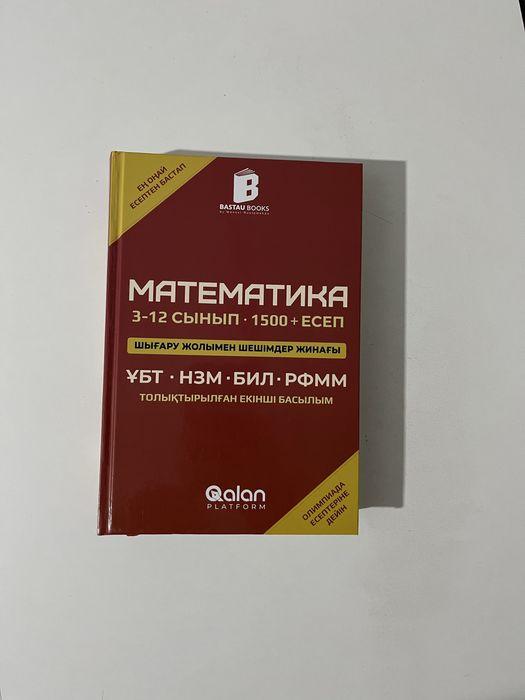 ЕҢ ОҢАЙ
ЕСЕПТЕН БАСТАП
B
BASTAU BOOKS
МАТЕМАТИКА
3-12 СЫНЫП · 1500+ ЕСЕП
ШЫҒАРУ ЖОЛЫМЕН ШЕШІМДЕР ЖИНАҒЫ
ҰБТ · НЗМ · БИЛ · РФММ
ТОЛЫҚТЫРЫЛҒАН ЕКІНШІ БАСЫЛЫМ
Qalan
PLATFORM
ОЛИМПИАДА
ЕСЕПТЕРІНЕ
ДЕЙІН